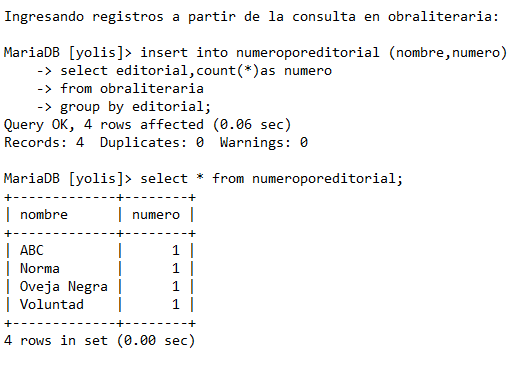 Ingresando registros a partir de la consulta en obraliteraria:
MariaDB [yolis]> insert into numeroporeditorial (nombre,numero)
    -> select editorial,count(*)as numero
    -> from obraliteraria
    -> group by editorial;
Query OK, 4 rows affected (0.06 sec)
Records: 4  Duplicates: 0  Warnings: 0
MariaDB [yolis]> select * from numeroporeditorial;
+-------------+--------+
| nombre      | numero |
+-------------+--------+
| ABC         |      1 |
| Norma       |      1 |
| Oveja Negra |      1 |
| Voluntad    |      1 |
+-------------+--------+
4 rows in set (0.00 sec)